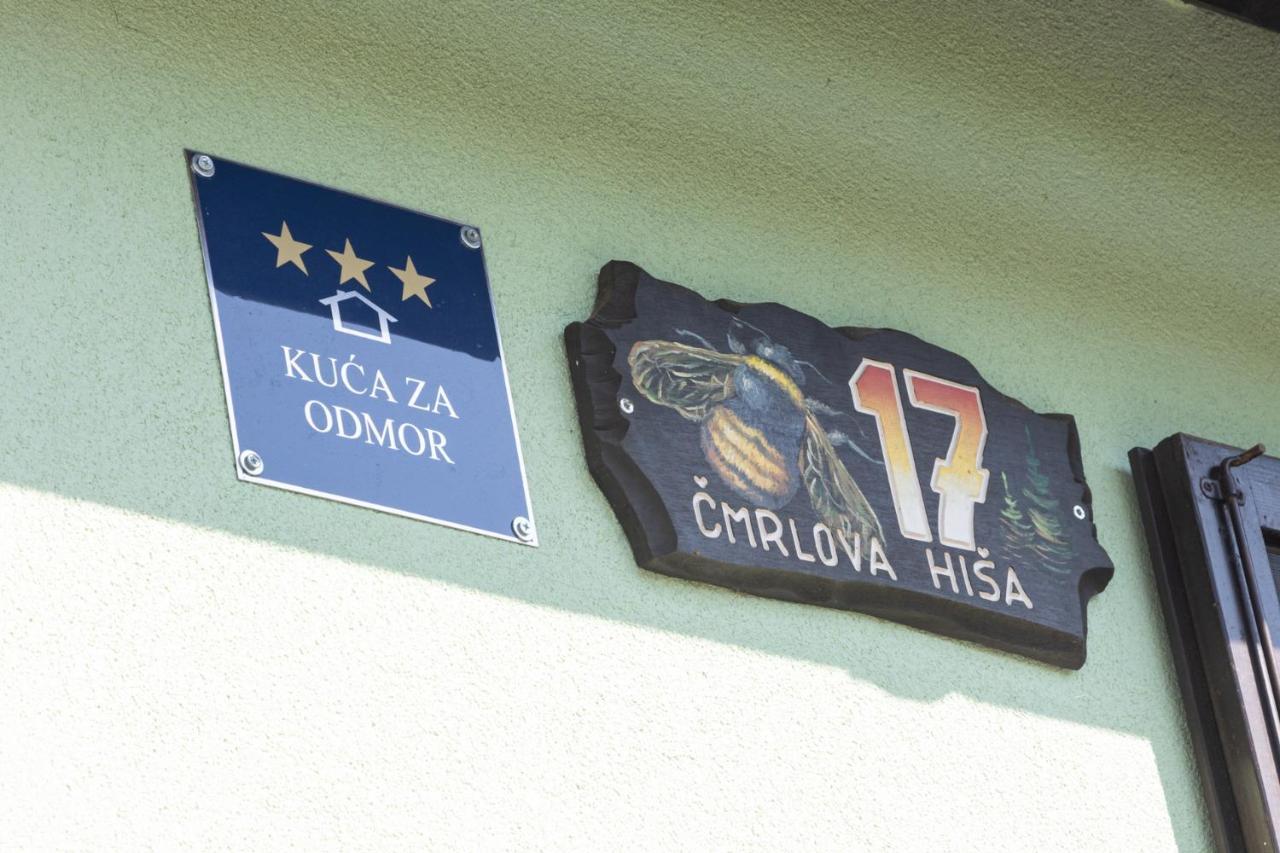 KUĆA ZA
ODMOR
17
ČMRLOVA HIŠA